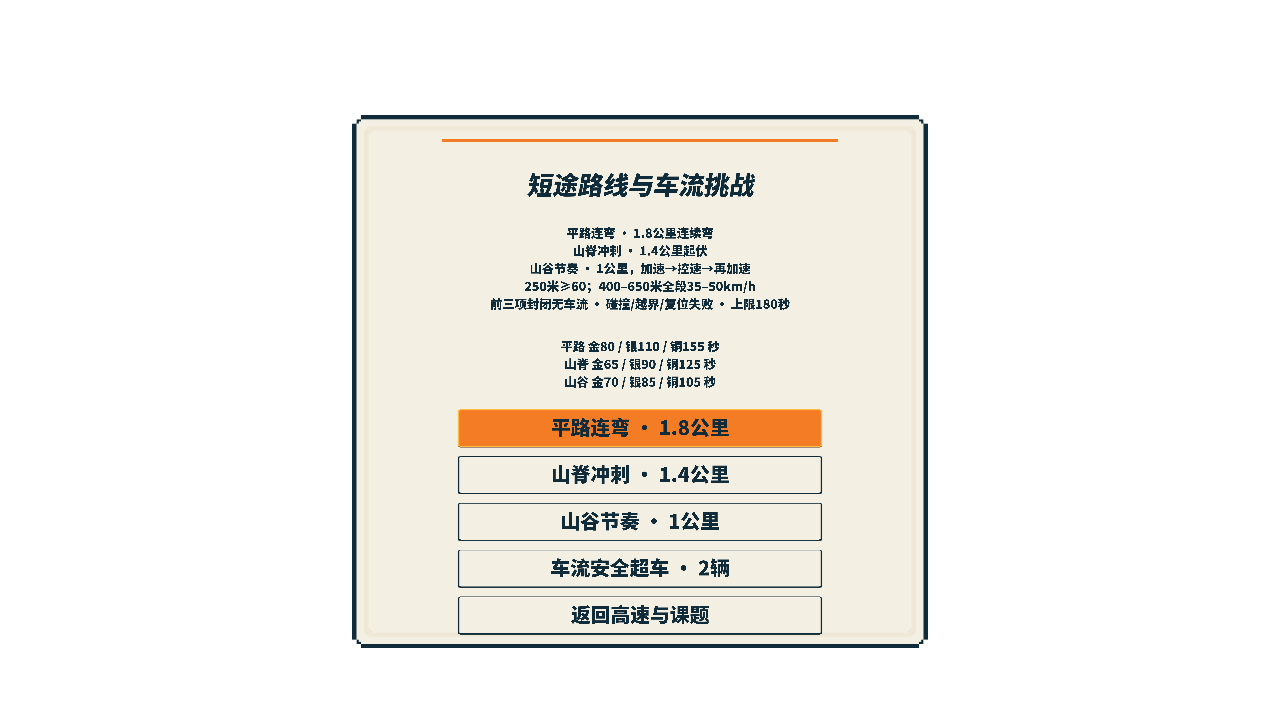 短途路线与车流挑战
平路连弯 · 1.8公里连续弯
山脊冲刺 · 1.4公里起伏
山谷节奏 · 1公里，加速→控速→再加速
250米≥60；400–650米全段35–50km/h
前三项封闭无车流 · 碰撞/越界/复位失败 · 上限180秒
平路 金80 / 银110 / 铜155 秒
山脊 金65 / 银90 / 铜125 秒
山谷 金70 / 银85 / 铜105 秒
平路连弯 · 1.8公里
山脊冲刺 · 1.4公里
山谷节奏 · 1公里
车流安全超车 · 2辆
返回高速与课题